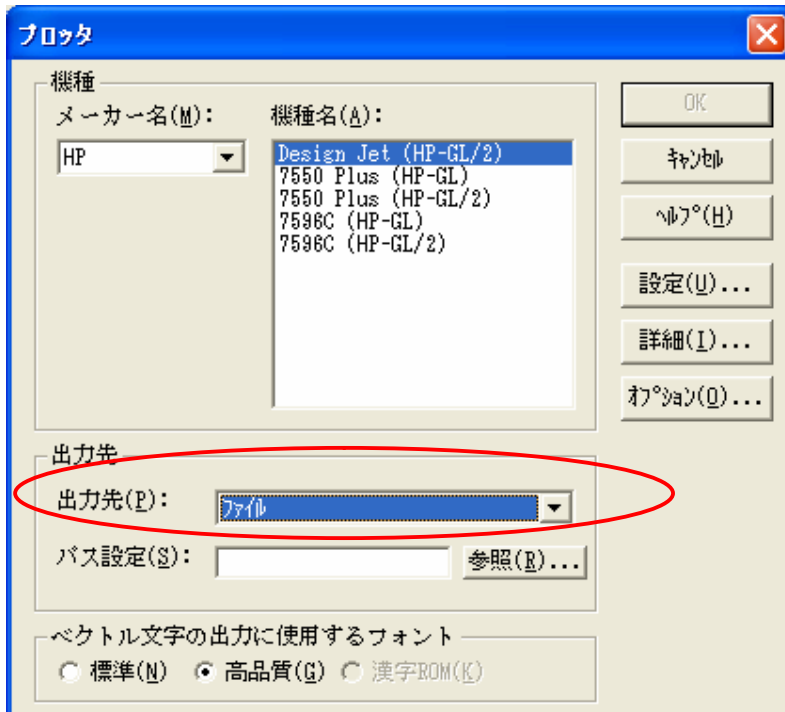 プロッタ
機種
メーカー名(M):
機種名(A):
HP
Design Jet (HP-GL/2)
7550 Plus (HP-GL)
7550 Plus (HP-GL/2)
7596C (HP-GL)
7596C (HP-GL/2)
OK
ｷｬﾝｾﾙ
ﾍﾙﾌﾟ(H)
設定(U)...
詳細(I)...
ｵﾌﾟｼｮﾝ(O)...
出力先
出力先(P):
ﾌｧｲﾙ
パス設定(S):
参照(R)...
ベクトル文字の出力に使用するフォント
標準(N) 高品質(G) 漢字ROM(K)